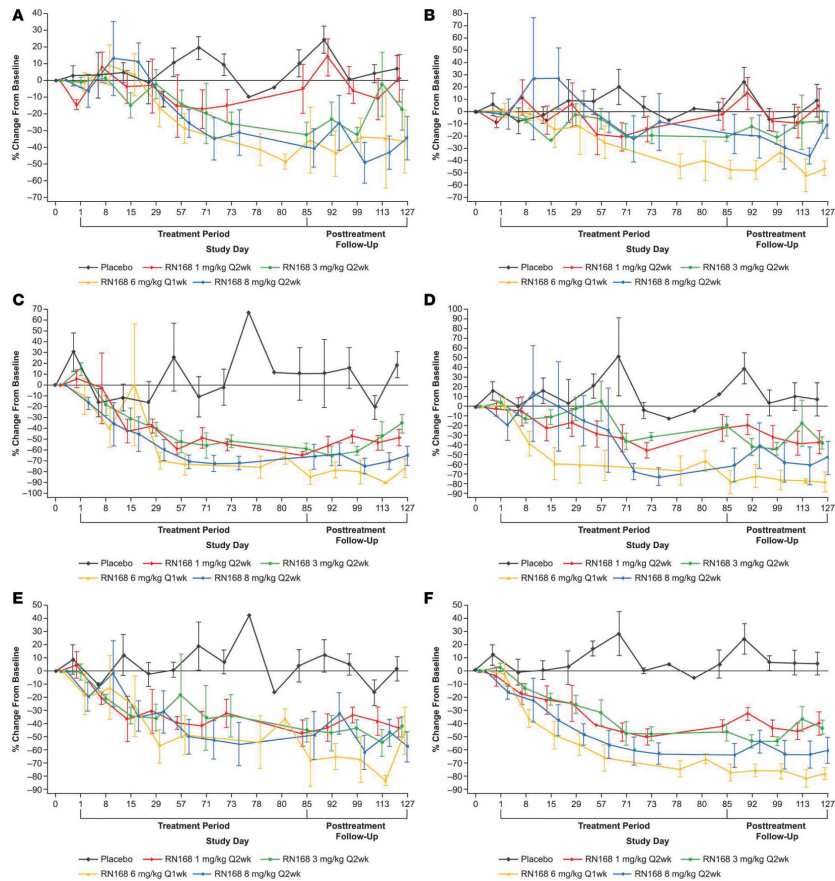 A
% Change From Baseline
40
30
20
10
0
−10
−20
−30
−40
−50
−60
−70
0 1 8 15 29 57 71 73 78 80 85 92 106 113 127
Treatment Period
Posttreatment
Follow-Up
Study Day
Placebo RN168 1 mg/kg Q2wk RN168 3 mg/kg Q2wk
RN168 6 mg/kg Q1wk RN168 8 mg/kg Q2wk
B
% Change From Baseline
80
70
60
50
40
30
20
10
0
−10
−20
−30
−40
−50
−60
−70
0 1 8 15 29 57 71 73 78 80 85 92 106 113 127
Treatment Period
Posttreatment
Follow-Up
Study Day
Placebo RN168 1 mg/kg Q2wk RN168 3 mg/kg Q2wk
RN168 6 mg/kg Q1wk RN168 8 mg/kg Q2wk
C
% Change From Baseline
70
60
50
40
30
20
10
0
−10
−20
−30
−40
−50
−60
−70
−80
−90
−100
0 1 8 15 29 57 71 73 78 80 85 92 106 113 127
Treatment Period
Posttreatment
Follow-Up
Study Day
Placebo RN168 1 mg/kg Q2wk RN168 3 mg/kg Q2wk
RN168 6 mg/kg Q1wk RN168 8 mg/kg Q2wk
D
% Change From Baseline
100
90
80
70
60
50
40
30
20
10
0
−10
−20
−30
−40
−50
−60
−70
−80
−90
0 1 8 15 29 57 71 73 78 80 85 92 106 113 127
Treatment Period
Posttreatment
Follow-Up
Study Day
Placebo RN168 1 mg/kg Q2wk RN168 3 mg/kg Q2wk
RN168 6 mg/kg Q1wk RN168 8 mg/kg Q2wk
E
% Change From Baseline
50
40
30
20
10
0
−10
−20
−30
−40
−50
−60
−70
−80
−90
0 1 8 15 29 57 71 73 78 80 85 92 106 113 127
Treatment Period
Posttreatment
Follow-Up
Study Day
Placebo RN168 1 mg/kg Q2wk RN168 3 mg/kg Q2wk
RN168 6 mg/kg Q1wk RN168 8 mg/kg Q2wk
F
% Change From Baseline
50
40
30
20
10
0
−10
−20
−30
−40
−50
−60
−70
−80
−90
0 1 8 15 29 57 71 73 78 80 85 92 106 113 127
Treatment Period
Posttreatment
Follow-Up
Study Day
Placebo RN168 1 mg/kg Q2wk RN168 3 mg/kg Q2wk
RN168 6 mg/kg Q1wk RN168 8 mg/kg Q2wk